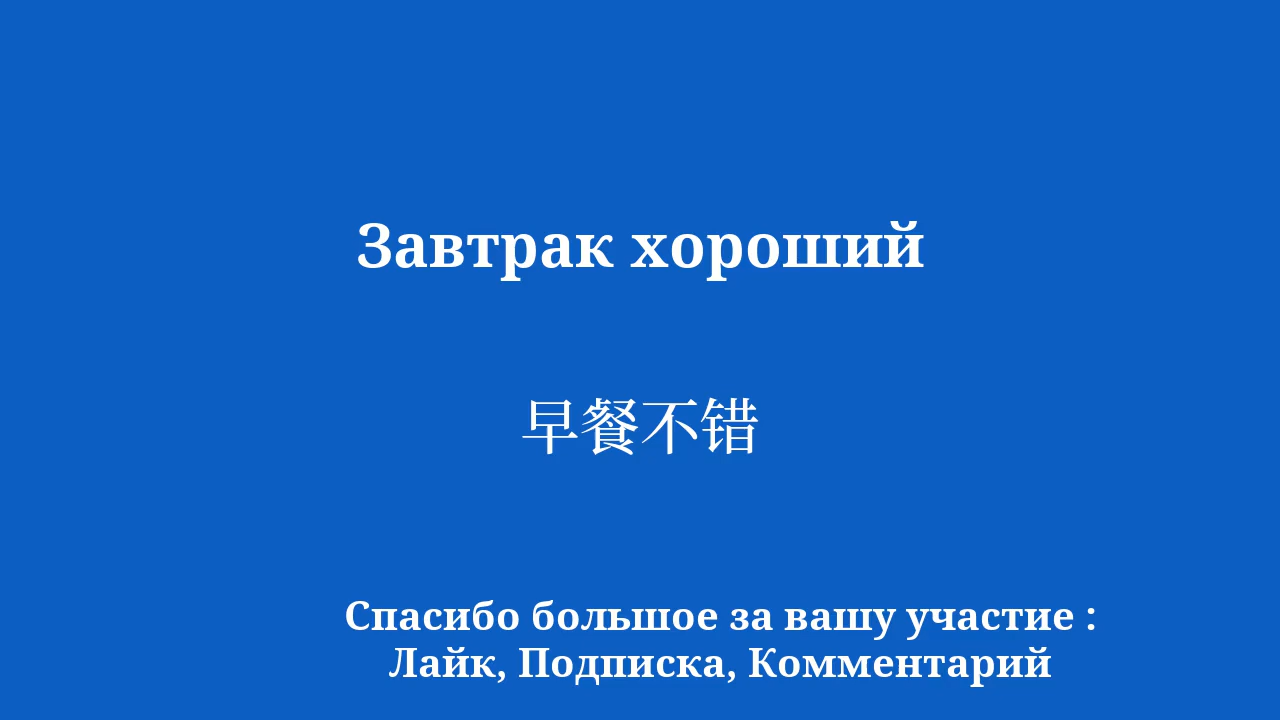 Завтрак хороший
早餐不错
Спасибо большое за вашу участие :
Лайк, Подписка, Комментарий